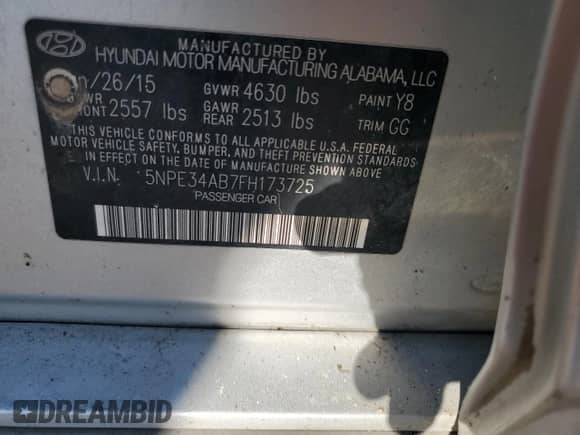 MANUFACTURED BY
HYUNDAI MOTOR MANUFACTURING ALABAMA, LLC
/26/15 GVWR 4630 lbs PAINT Y8
2557 lbs GAWR REAR 2513 lbs TRIM GG
THIS VEHICLE CONFORMS TO ALL APPLICABLE U.S.A. FEDERAL
MOTOR VEHICLE SAFETY, BUMPER, AND THEFT PREVENTION STANDARDS
IN EFFECT ON THE DATE OF MANUFACTURE SHOWN ABOVE.
V.I.N. 5NPE34AB7FH173725
PASSENGER CAR
DREAMBID